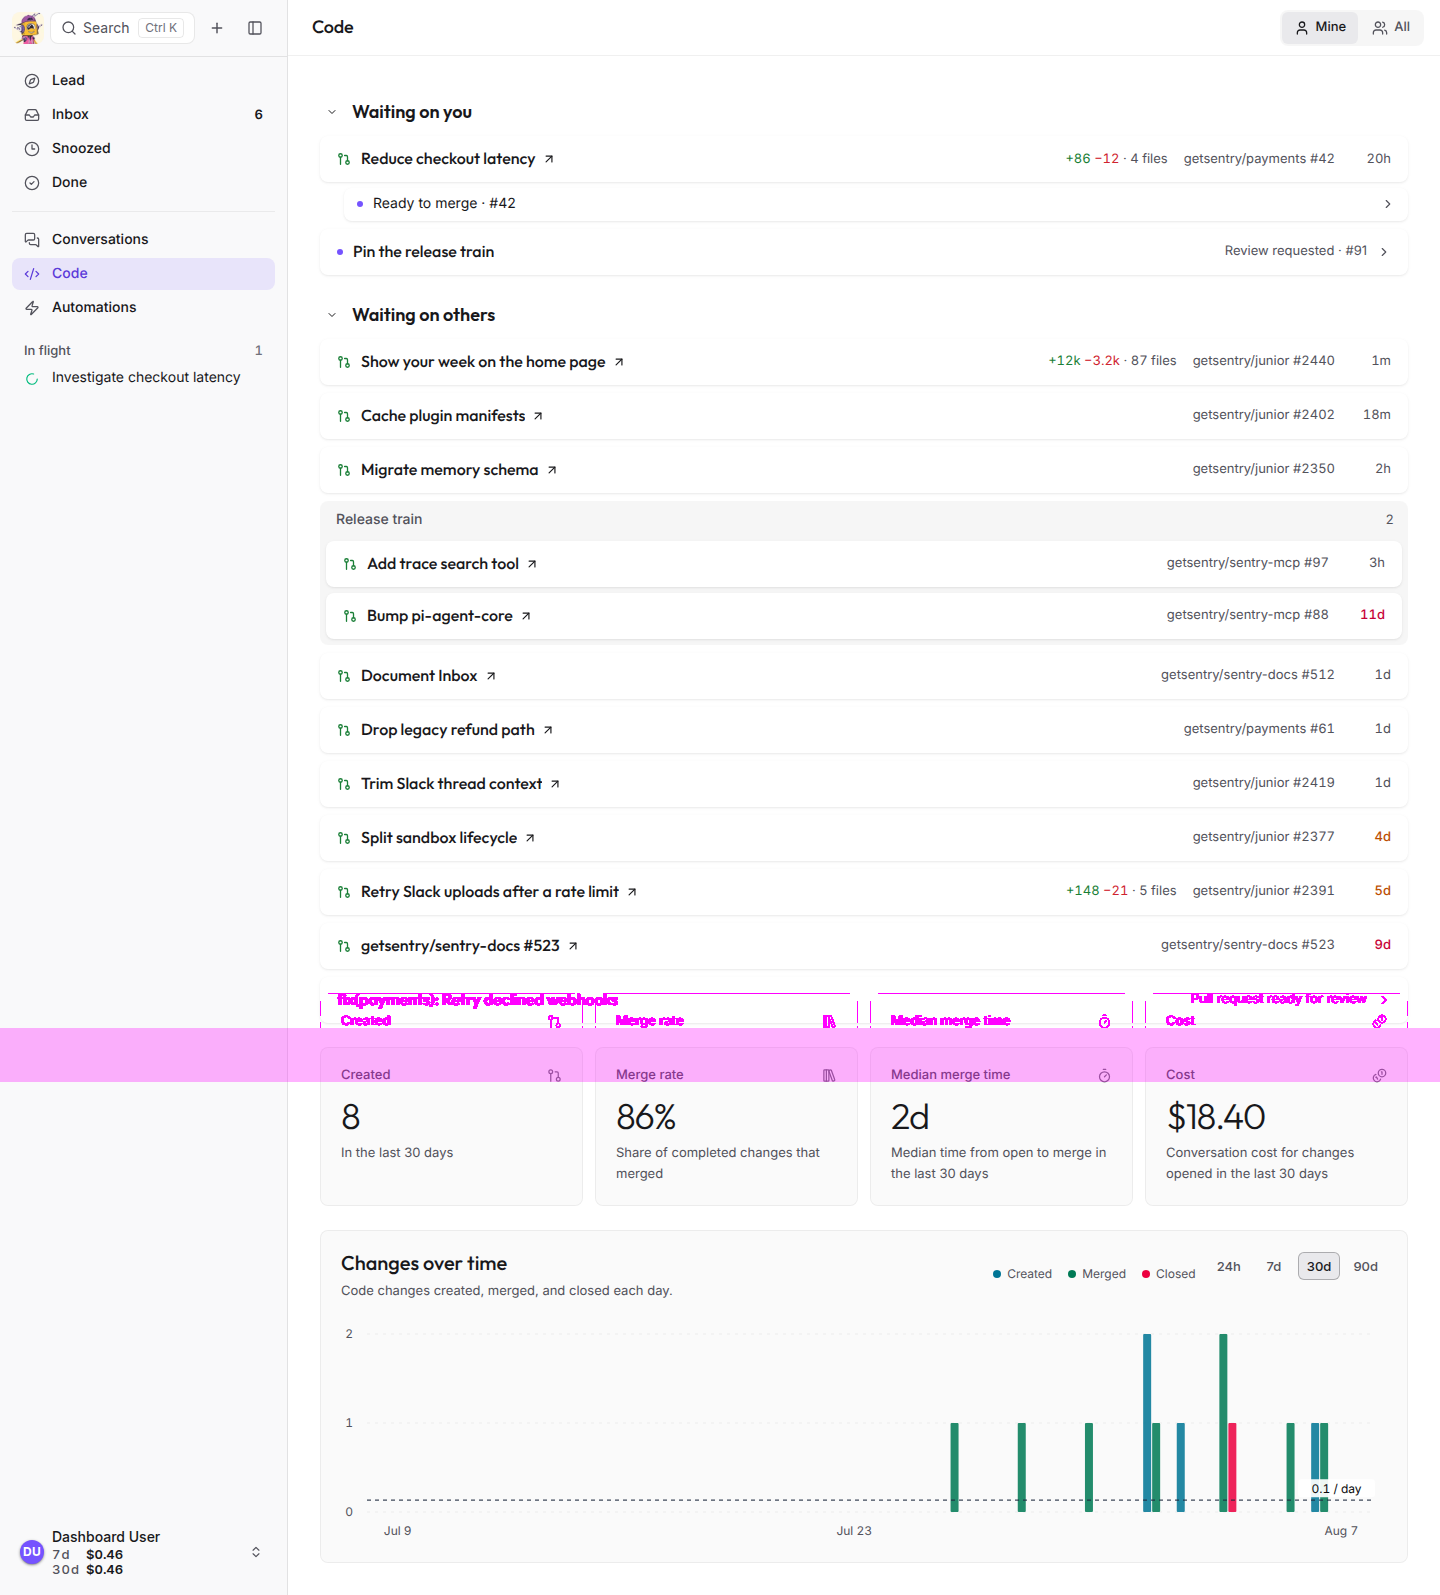 Search Ctrl K
Lead
Inbox 6
Snoozed
Done
Conversations
Code
Automations
In flight 1
Investigate checkout latency
Dashboard User
DU
7d $0.46
30d $0.46
Code
Mine All
Waiting on you
Reduce checkout latency +86 −12 · 4 files getsentry/payments #42 20h
Ready to merge · #42
Pin the release train Review requested · #91
Waiting on others
Show your week on the home page +12k −3.2k · 87 files getsentry/junior #2440 1m
Cache plugin manifests getsentry/junior #2402 18m
Migrate memory schema getsentry/junior #2350 2h
Release train 2
Add trace search tool getsentry/sentry-mcp #97 3h
Bump pi-agent-core getsentry/sentry-mcp #88 11d
Document Inbox getsentry/sentry-docs #512 1d
Drop legacy refund path getsentry/payments #61 1d
Trim Slack thread context getsentry/junior #2419 1d
Split sandbox lifecycle getsentry/junior #2377 4d
Retry Slack uploads after a rate limit +148 −21 · 5 files getsentry/junior #2391 5d
getsentry/sentry-docs #523 getsentry/sentry-docs #523 9d
fix(payments): Retry declined webhooks Pull request ready for review
Created Merge rate Median merge time Cost
Created Merge rate Median merge time Cost
8 86% 2d $18.40
In the last 30 days Share of completed changes that Median time from open to merge in Conversation cost for changes
merged the last 30 days opened in the last 30 days
Changes over time
Code changes created, merged, and closed each day.
Created Merged Closed 24h 7d 30d 90d
2
1
0.1 / day
0
Jul 9 Jul 23 Aug 7